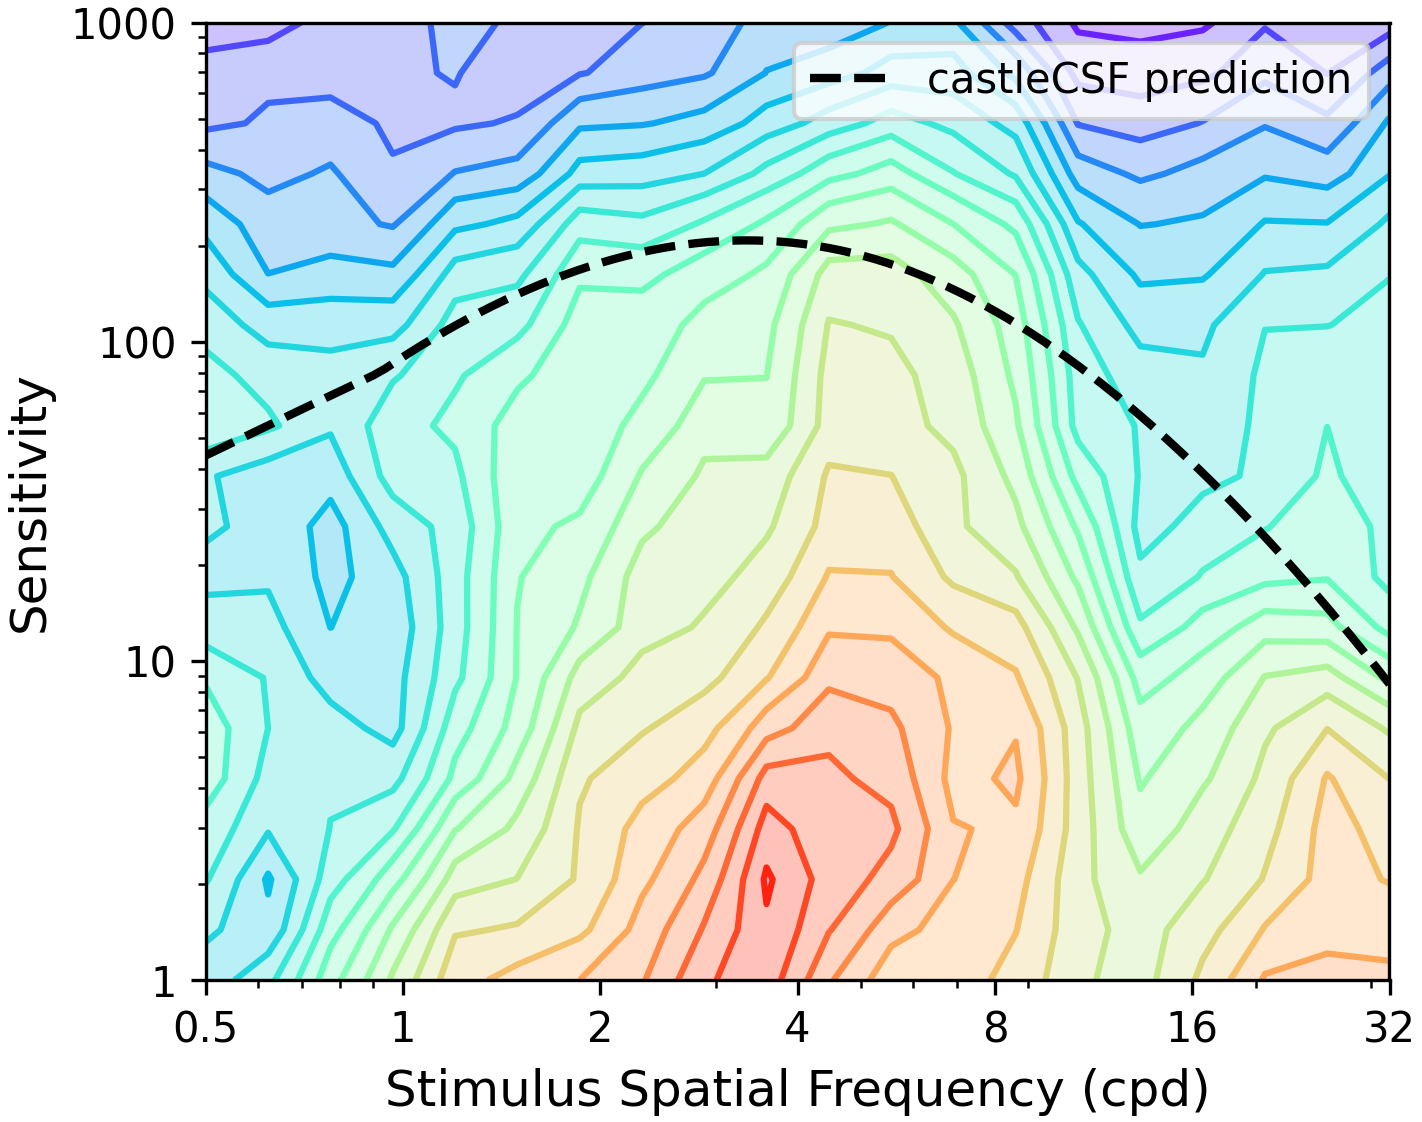 1000
100
10
1
Sensitivity
castleCSF prediction
0.5 1 2 4 8 16 32
Stimulus Spatial Frequency (cpd)